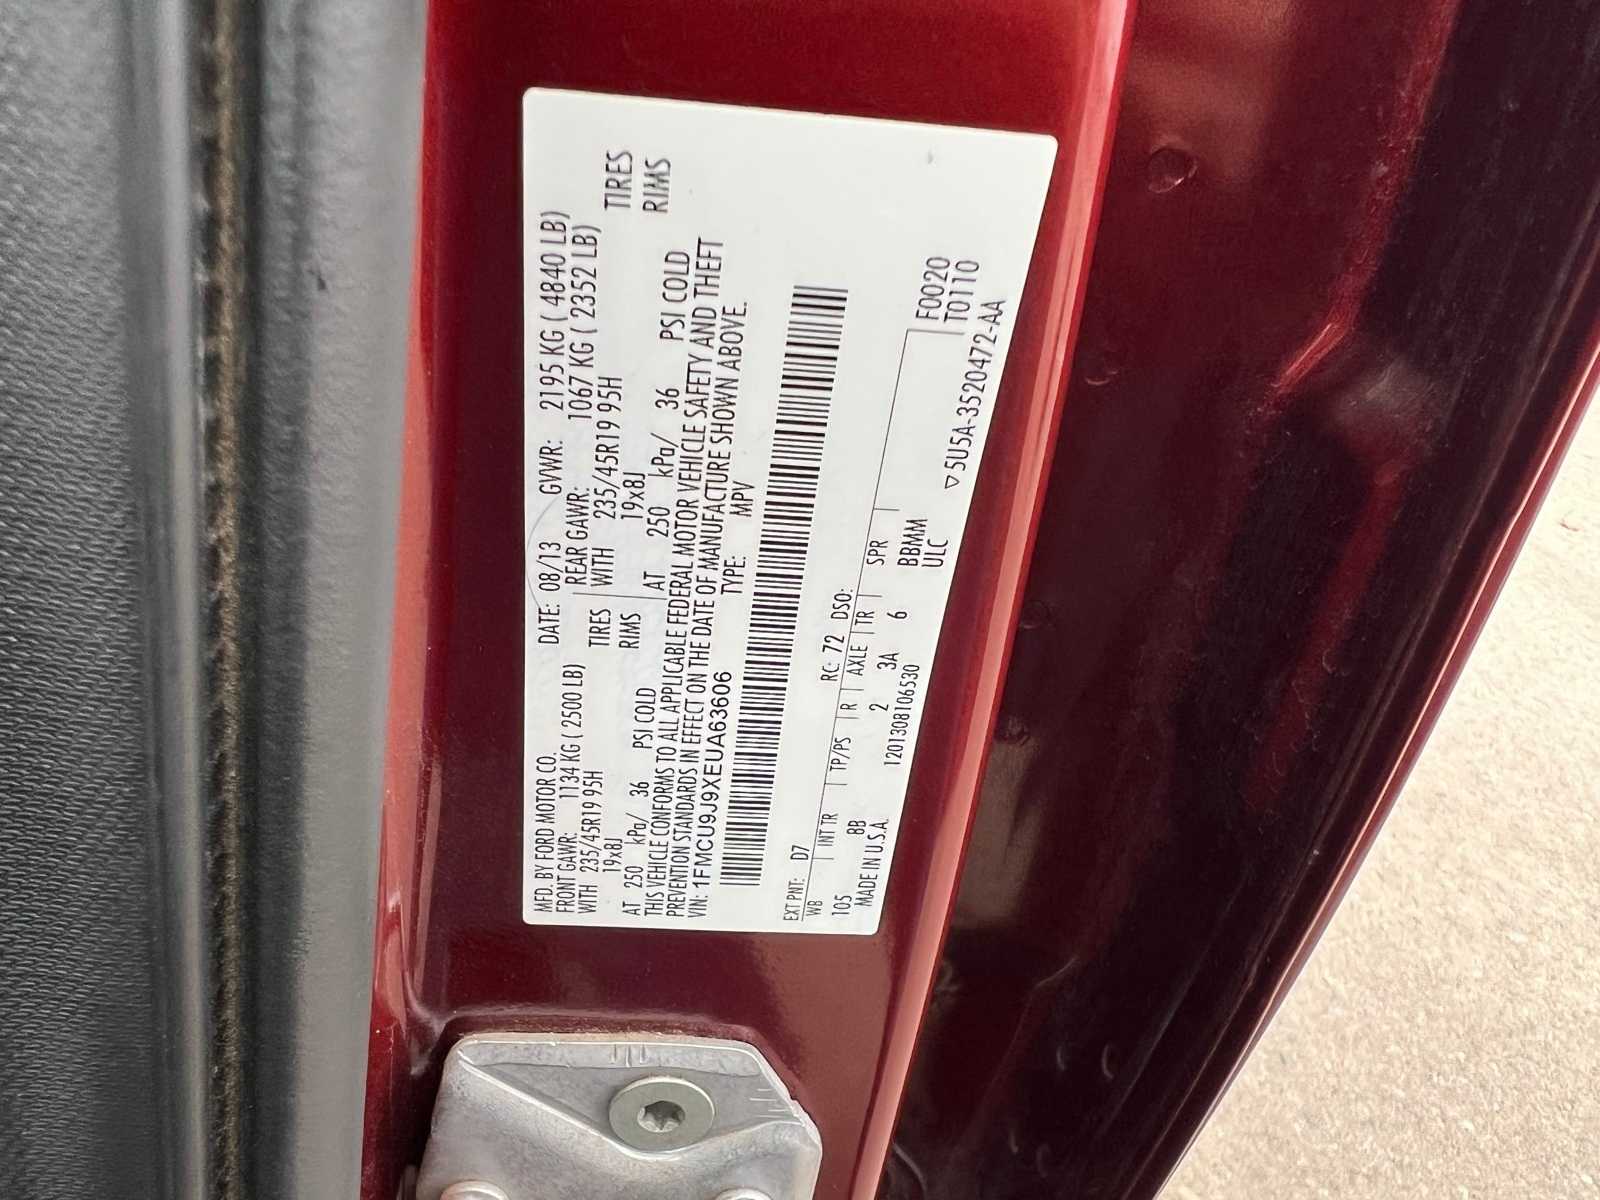 MFD. BY FORD MOTOR CO. DATE: 08/13 GVWR: 2195 KG ( 4840 LB)
FRONT GAWR: 1134 KG ( 2500 LB) REAR GAWR: 1067 KG ( 2352 LB)
WITH 235/45R19 95H TIRES WITH 235/45R19 95H TIRES
19x8J RIMS 19x8J RIMS
AT 250 kPa/ 36 PSI COLD AT 250 kPa/ 36 PSI COLD
THIS VEHICLE CONFORMS TO ALL APPLICABLE FEDERAL MOTOR VEHICLE SAFETY AND THEFT
PREVENTION STANDARDS IN EFFECT ON THE DATE OF MANUFACTURE SHOWN ABOVE.
VIN: 1FMCU9J9XEUA63606 TYPE: MPV
EXT PNT: D7 RC: 72 DSO:
WB INT TR TP/PS R AXLE TR SPR F0020
105 BB 2 3A 6 BBMM T0110
MADE IN U.S.A. 1201308106530 ULC ▽5U5A-3520472-AA